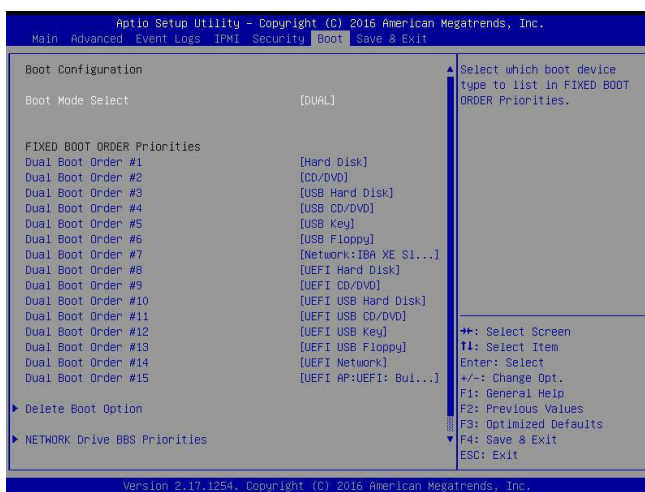 Aptio Setup Utility – Copyright (C) 2016 American Megatrends, Inc.
Main Advanced Event Logs IPMI Security Boot Save & Exit
Boot Configuration
Boot Mode Select [DUAL]
FIXED BOOT ORDER Priorities
Dual Boot Order #1 [Hard Disk]
Dual Boot Order #2 [CD/DVD]
Dual Boot Order #3 [USB Hard Disk]
Dual Boot Order #4 [USB CD/DVD]
Dual Boot Order #5 [USB Key]
Dual Boot Order #6 [USB Floppy]
Dual Boot Order #7 [Network:IBA XE Sl...]
Dual Boot Order #8 [UEFI Hard Disk]
Dual Boot Order #9 [UEFI CD/DVD]
Dual Boot Order #10 [UEFI USB Hard Disk]
Dual Boot Order #11 [UEFI USB CD/DVD]
Dual Boot Order #12 [UEFI USB Key]
Dual Boot Order #13 [UEFI USB Floppy]
Dual Boot Order #14 [UEFI Network]
Dual Boot Order #15 [UEFI AP:UEFI: Bui...]
Delete Boot Option
NETWORK Drive BBS Priorities
Select which boot device
type to list in FIXED BOOT
ORDER Priorities.
→←: Select Screen
↑↓: Select Item
Enter: Select
+/-: Change Opt.
F1: General Help
F2: Previous Values
F3: Optimized Defaults
F4: Save & Exit
ESC: Exit
Version 2.17.1254. Copyright (C) 2016 American Megatrends, Inc.